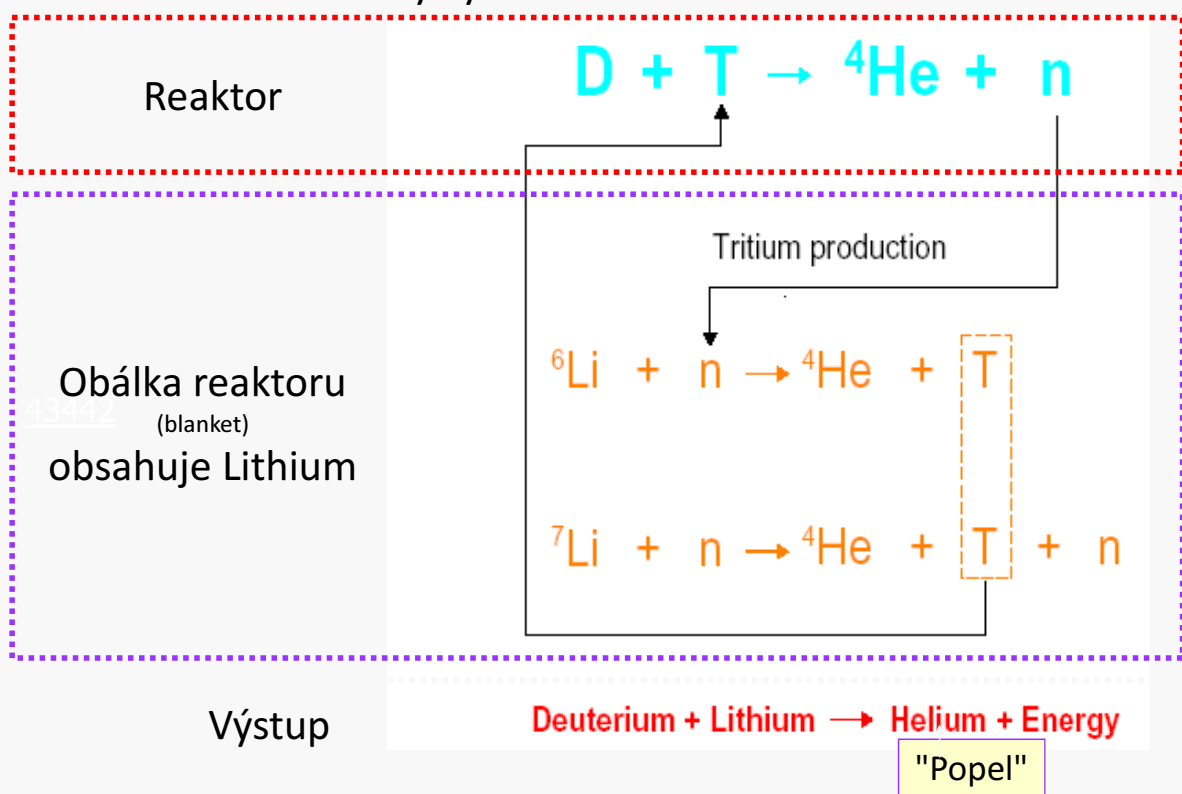 Reaktor
D + T → ⁴He + n
Tritium production
⁶Li + n → ⁴He + T
Obálka reaktoru
(blanket)
43442
obsahuje Lithium
⁷Li + n → ⁴He + T + n
Výstup
Deuterium + Lithium → Helium + Energy
"Popel"